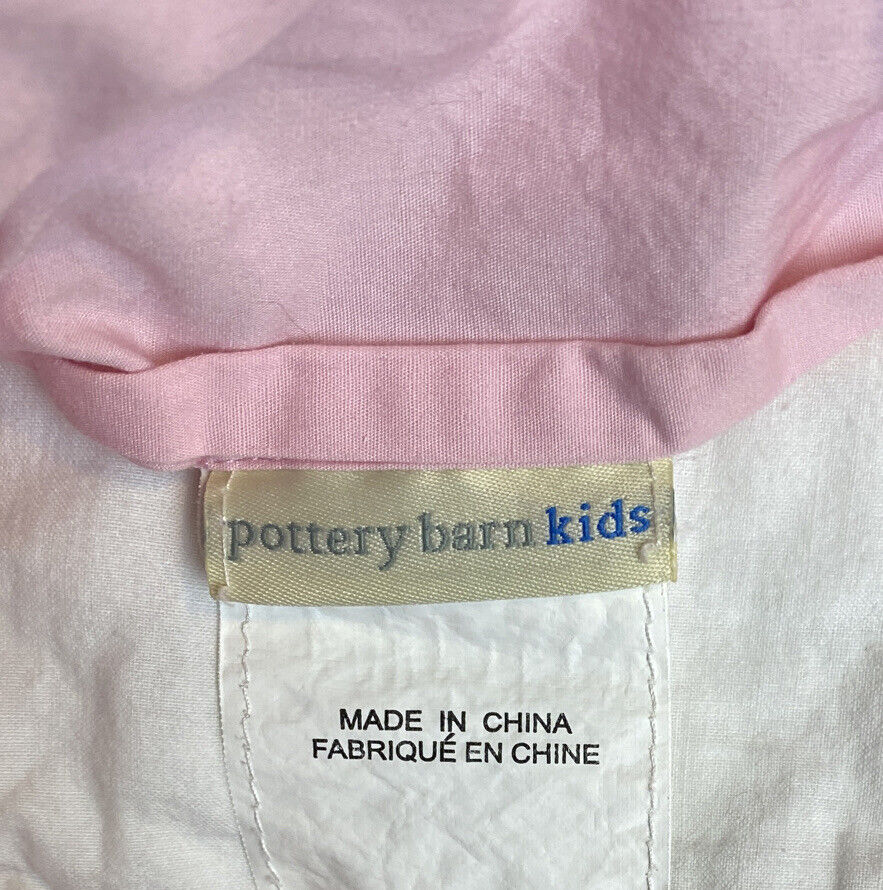 pottery barn kids
MADE IN CHINA
FABRIQUÉ EN CHINE